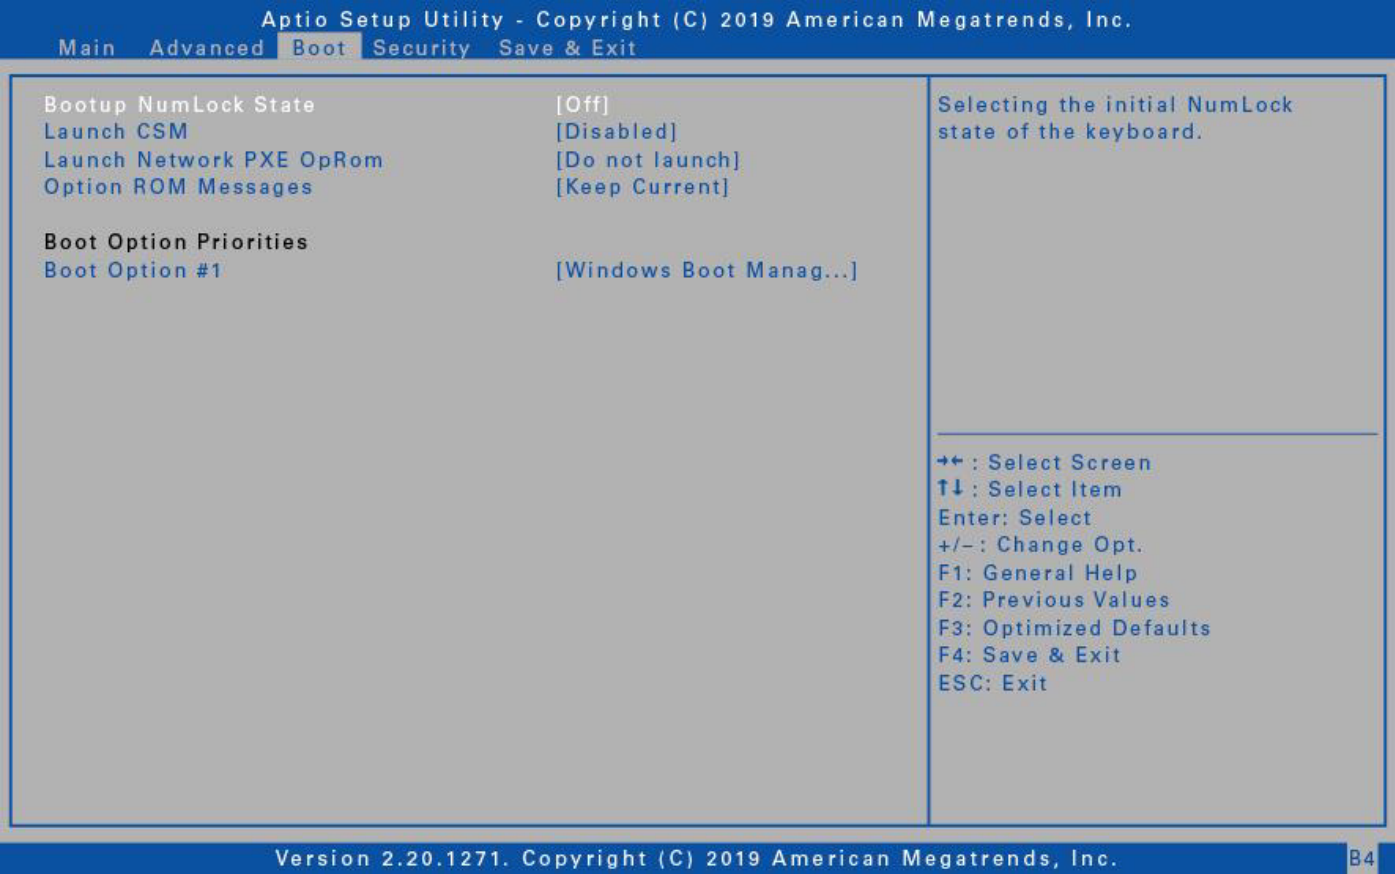 Aptio Setup Utility - Copyright (C) 2019 American Megatrends, Inc.
Main Advanced Boot Security Save & Exit
Bootup NumLock State [Off]
Launch CSM [Disabled]
Launch Network PXE OpRom [Do not launch]
Option ROM Messages [Keep Current]
Boot Option Priorities
Boot Option #1 [Windows Boot Manag...]
Selecting the initial NumLock
state of the keyboard.
→← : Select Screen
↑↓ : Select Item
Enter: Select
+/– : Change Opt.
F1: General Help
F2: Previous Values
F3: Optimized Defaults
F4: Save & Exit
ESC: Exit
Version 2.20.1271. Copyright (C) 2019 American Megatrends, Inc.
B4